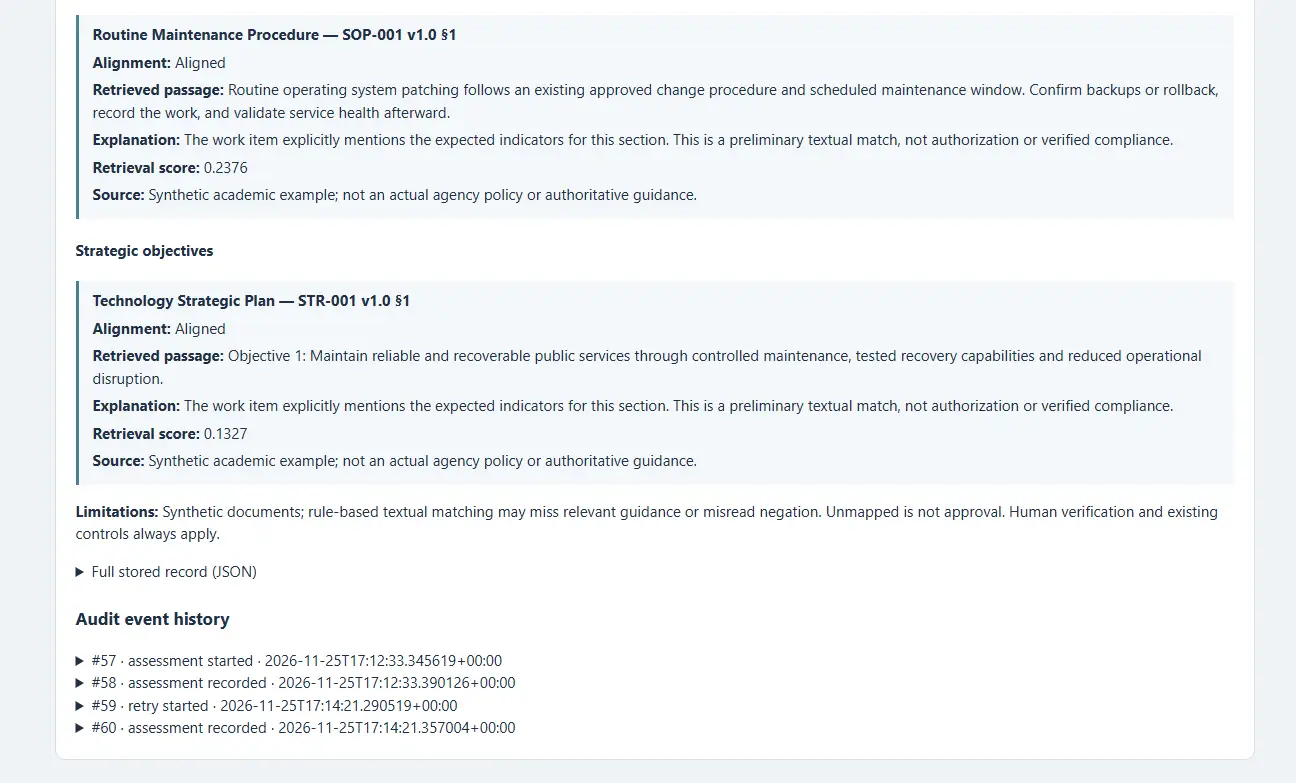 Routine Maintenance Procedure — SOP-001 v1.0 §1
Alignment: Aligned
Retrieved passage: Routine operating system patching follows an existing approved change procedure and scheduled maintenance window. Confirm backups or rollback,
record the work, and validate service health afterward.
Explanation: The work item explicitly mentions the expected indicators for this section. This is a preliminary textual match, not authorization or verified compliance.
Retrieval score: 0.2376
Source: Synthetic academic example; not an actual agency policy or authoritative guidance.
Strategic objectives
Technology Strategic Plan — STR-001 v1.0 §1
Alignment: Aligned
Retrieved passage: Objective 1: Maintain reliable and recoverable public services through controlled maintenance, tested recovery capabilities and reduced operational
disruption.
Explanation: The work item explicitly mentions the expected indicators for this section. This is a preliminary textual match, not authorization or verified compliance.
Retrieval score: 0.1327
Source: Synthetic academic example; not an actual agency policy or authoritative guidance.
Limitations: Synthetic documents; rule-based textual matching may miss relevant guidance or misread negation. Unmapped is not approval. Human verification and existing
controls always apply.
▶ Full stored record (JSON)
Audit event history
▶ #57 · assessment started · 2026-11-25T17:12:33.345619+00:00
▶ #58 · assessment recorded · 2026-11-25T17:12:33.390126+00:00
▶ #59 · retry started · 2026-11-25T17:14:21.290519+00:00
▶ #60 · assessment recorded · 2026-11-25T17:14:21.357004+00:00